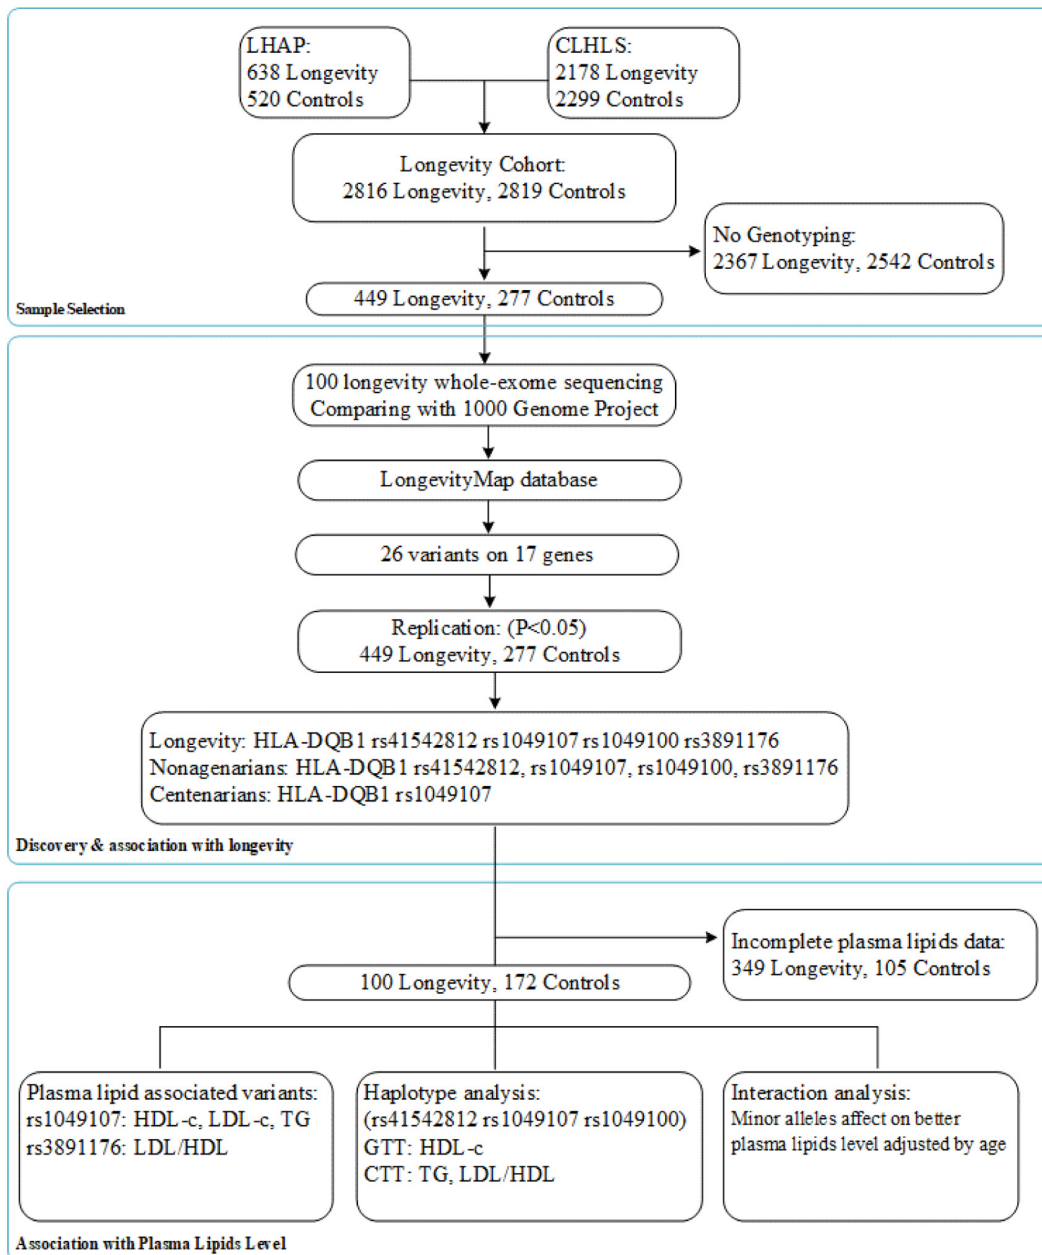 LHAP:
638 Longevity
520 Controls
CLHLS:
2178 Longevity
2299 Controls
Longevity Cohort:
2816 Longevity, 2819 Controls
No Genotyping:
2367 Longevity, 2542 Controls
449 Longevity, 277 Controls
Sample Selection
100 longevity whole-exome sequencing
Comparing with 1000 Genome Project
LongevityMap database
26 variants on 17 genes
Replication: (P<0.05)
449 Longevity, 277 Controls
Longevity: HLA-DQB1 rs41542812 rs1049107 rs1049100 rs3891176
Nonagenarians: HLA-DQB1 rs41542812, rs1049107, rs1049100, rs3891176
Centenarians: HLA-DQB1 rs1049107
Discovery & association with longevity
Incomplete plasma lipids data:
349 Longevity, 105 Controls
100 Longevity, 172 Controls
Plasma lipid associated variants:
rs1049107: HDL-c, LDL-c, TG
rs3891176: LDL/HDL
Haplotype analysis:
(rs41542812 rs1049107 rs1049100)
GTT: HDL-c
CTT: TG, LDL/HDL
Interaction analysis:
Minor alleles affect on better
plasma lipids level adjusted by age
Association with Plasma Lipids Level